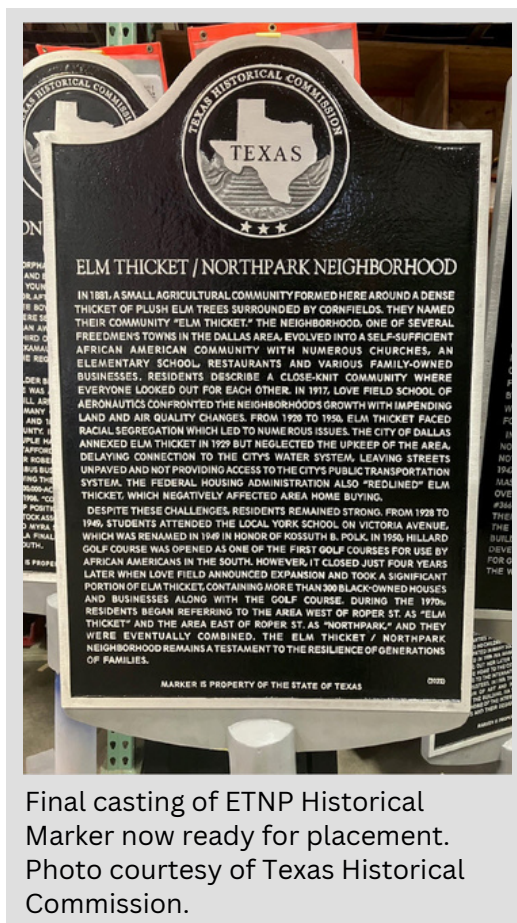 TEXAS HISTORICAL COMMISSION
TEXAS
ELM THICKET / NORTHPARK NEIGHBORHOOD
IN 1881, A SMALL AGRICULTURAL COMMUNITY FORMED HERE AROUND A DENSE
THICKET OF PLUSH ELM TREES SURROUNDED BY CORNFIELDS. THEY NAMED
THEIR COMMUNITY "ELM THICKET." THE NEIGHBORHOOD, ONE OF SEVERAL
FREEDMEN'S TOWNS IN THE DALLAS AREA, EVOLVED INTO A SELF-SUFFICIENT
AFRICAN AMERICAN COMMUNITY WITH NUMEROUS CHURCHES, AN
ELEMENTARY SCHOOL, RESTAURANTS AND VARIOUS FAMILY-OWNED
BUSINESSES. RESIDENTS DESCRIBE A CLOSE-KNIT COMMUNITY WHERE
EVERYONE LOOKED OUT FOR EACH OTHER. IN 1917, LOVE FIELD SCHOOL OF
AERONAUTICS CONFRONTED THE NEIGHBORHOOD'S GROWTH WITH IMPENDING
LAND AND AIR QUALITY CHANGES. FROM 1920 TO 1950, ELM THICKET FACED
RACIAL SEGREGATION WHICH LED TO NUMEROUS ISSUES. THE CITY OF DALLAS
ANNEXED ELM THICKET IN 1929 BUT NEGLECTED THE UPKEEP OF THE AREA,
DELAYING CONNECTION TO THE CITY'S WATER SYSTEM, LEAVING STREETS
UNPAVED AND NOT PROVIDING ACCESS TO THE CITY'S PUBLIC TRANSPORTATION
SYSTEM. THE FEDERAL HOUSING ADMINISTRATION ALSO "REDLINED" ELM
THICKET, WHICH NEGATIVELY AFFECTED AREA HOME BUYING.
DESPITE THESE CHALLENGES, RESIDENTS REMAINED STRONG. FROM 1928 TO
1949, STUDENTS ATTENDED THE LOCAL YORK SCHOOL ON VICTORIA AVENUE,
WHICH WAS RENAMED IN 1949 IN HONOR OF KOSSUTH B. POLK. IN 1950, HILLARD
GOLF COURSE WAS OPENED AS ONE OF THE FIRST GOLF COURSES FOR USE BY
AFRICAN AMERICANS IN THE SOUTH. HOWEVER, IT CLOSED JUST FOUR YEARS
LATER WHEN LOVE FIELD ANNOUNCED EXPANSION AND TOOK A SIGNIFICANT
PORTION OF ELM THICKET, CONTAINING MORE THAN 300 BLACK-OWNED HOUSES
AND BUSINESSES ALONG WITH THE GOLF COURSE. DURING THE 1970s,
RESIDENTS BEGAN REFERRING TO THE AREA WEST OF ROPER ST. AS "ELM
THICKET" AND THE AREA EAST OF ROPER ST. AS "NORTHPARK," AND THEY
WERE EVENTUALLY COMBINED. THE ELM THICKET / NORTHPARK
NEIGHBORHOOD REMAINS A TESTAMENT TO THE RESILIENCE OF GENERATIONS
OF FAMILIES.
MARKER IS PROPERTY OF THE STATE OF TEXAS
Final casting of ETNP Historical
Marker now ready for placement.
Photo courtesy of Texas Historical
Commission.